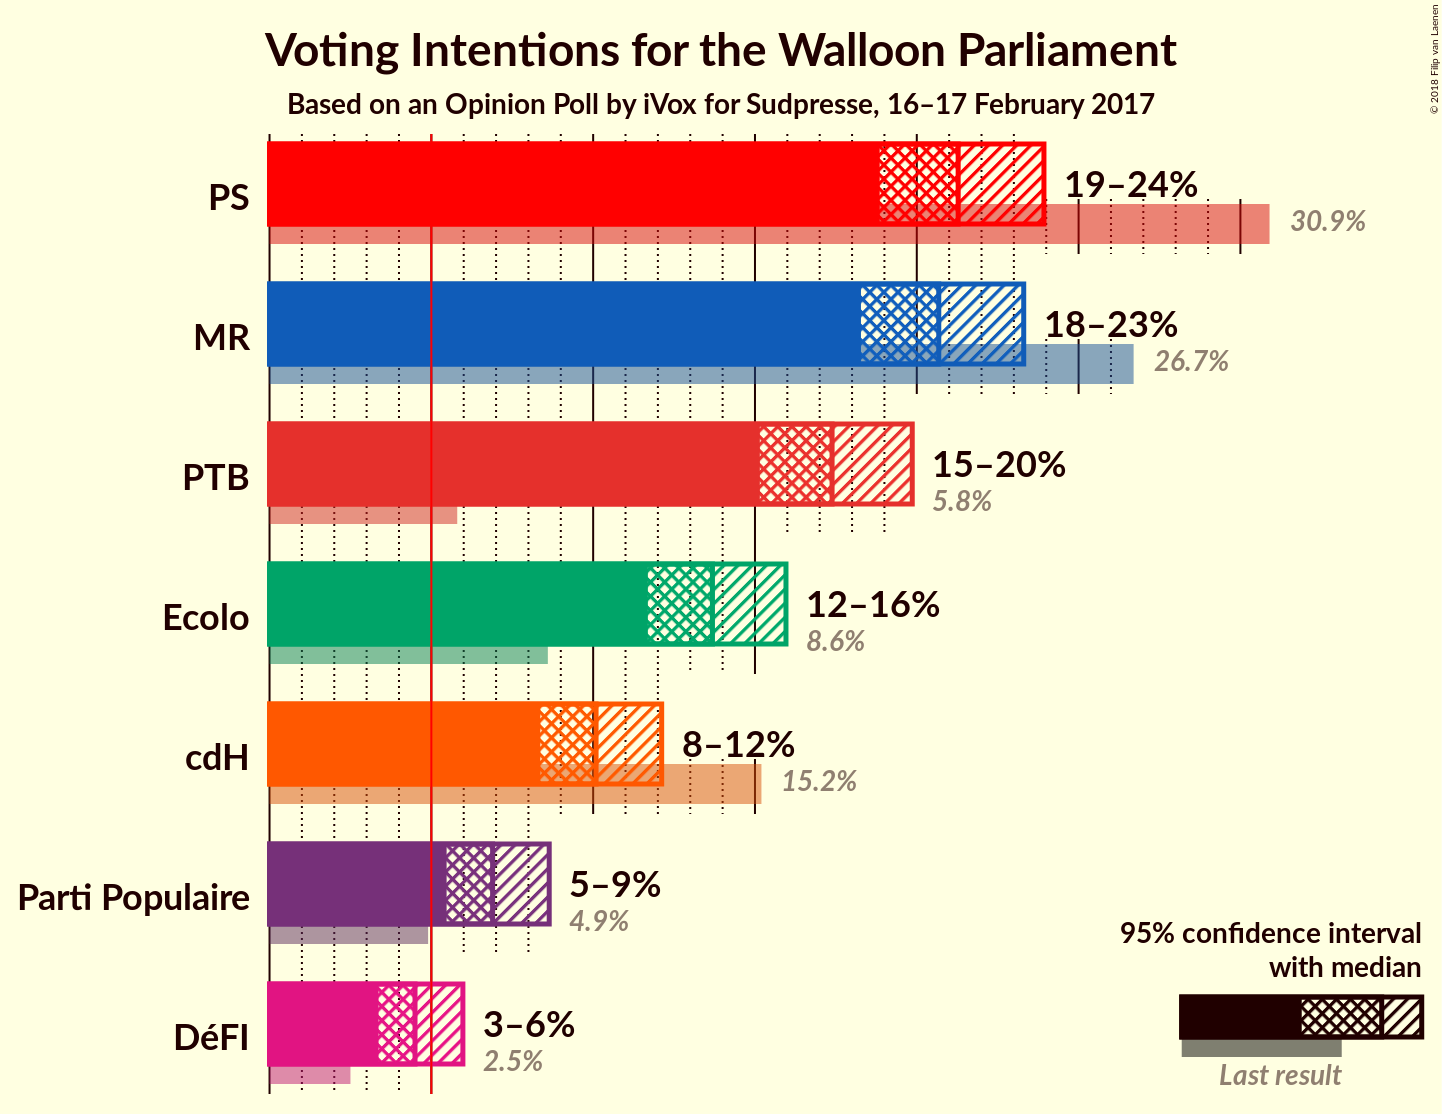 Voting Intentions for the Walloon Parliament
Based on an Opinion Poll by iVox for Sudpresse, 16–17 February 2017
© 2018 Filip van Laenen
PS
19–24%
30.9%
MR
18–23%
26.7%
PTB
15–20%
5.8%
Ecolo
12–16%
8.6%
cdH
8–12%
15.2%
Parti Populaire
5–9%
4.9%
DéFI
3–6%
2.5%
95% confidence interval
with median
Last result